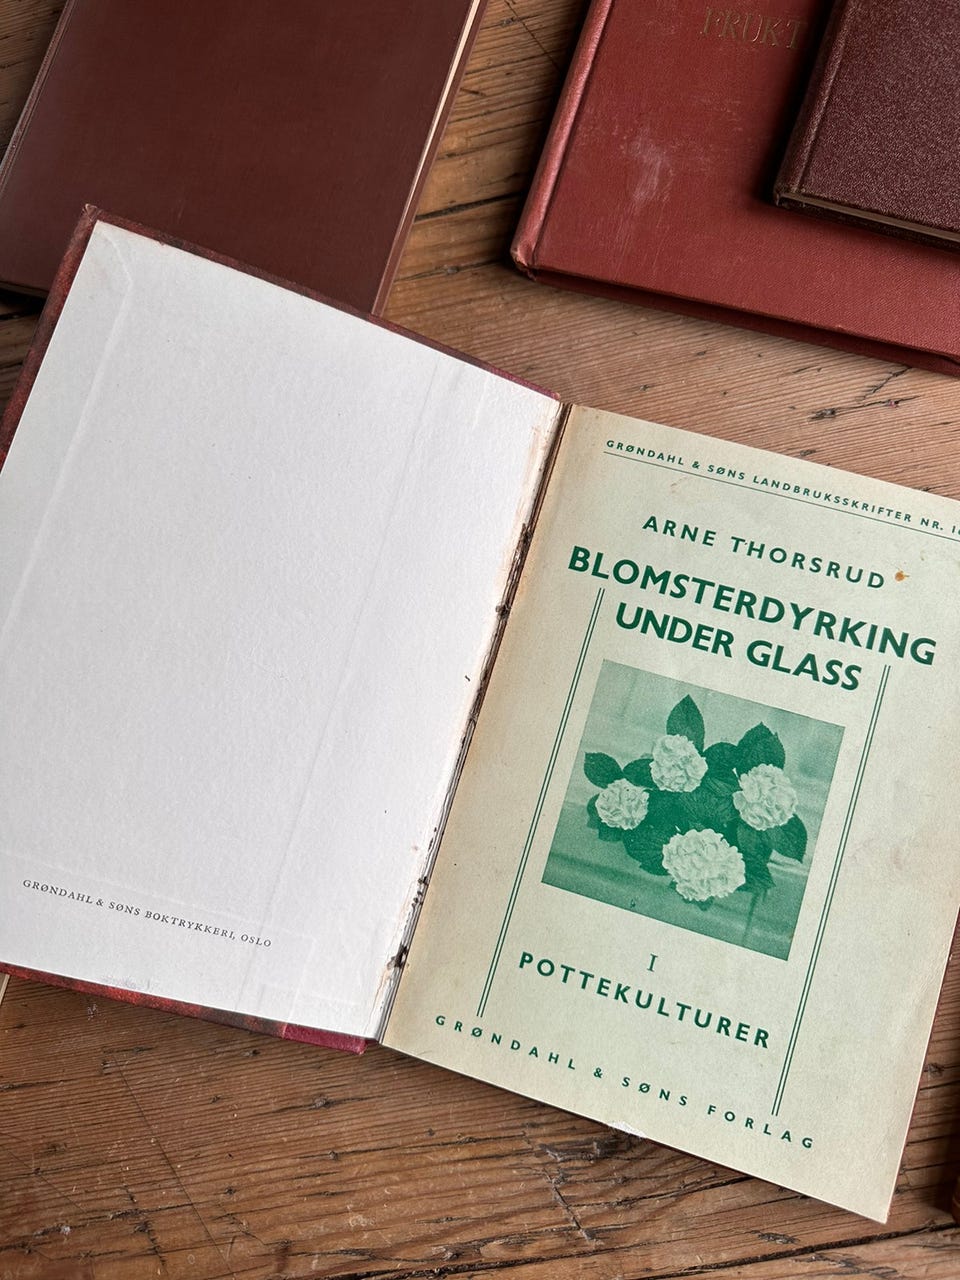 FRUKT
GRØNDAHL & SØNS BOKTRYKKERI, OSLO
GRØNDAHL & SØNS LANDBRUKSSKRIFTER NR.
ARNE THORSRUD
BLOMSTERDYRKING
UNDER GLASS
I
POTTEKULTURER
GRØNDAHL & SØNS FORLAG